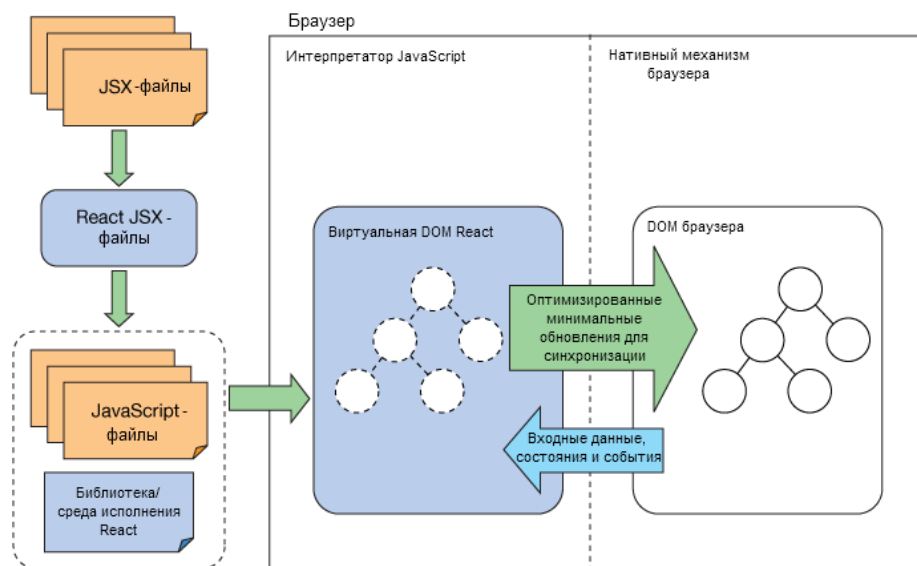 Браузер
JSX-файлы
Интерпретатор JavaScript
Нативный механизм
браузера
React JSX -
файлы
Виртуальная DOM React
DOM браузера
Оптимизированные
минимальные
обновления для
синхронизации
JavaScript-
файлы
Входные данные,
состояния и события
Библиотека/
среда исполнения
React